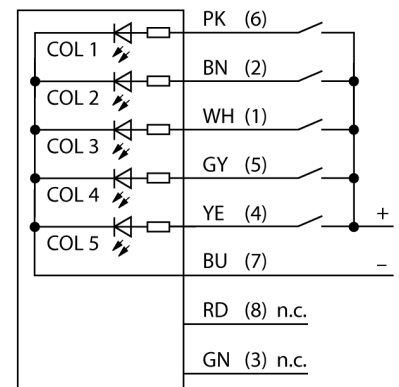 PK (6)
COL 1
BN (2)
COL 2
WH (1)
COL 3
GY (5)
COL 4
YE (4)
+
COL 5
BU (7)
–
RD (8) n.c.
GN (3) n.c.